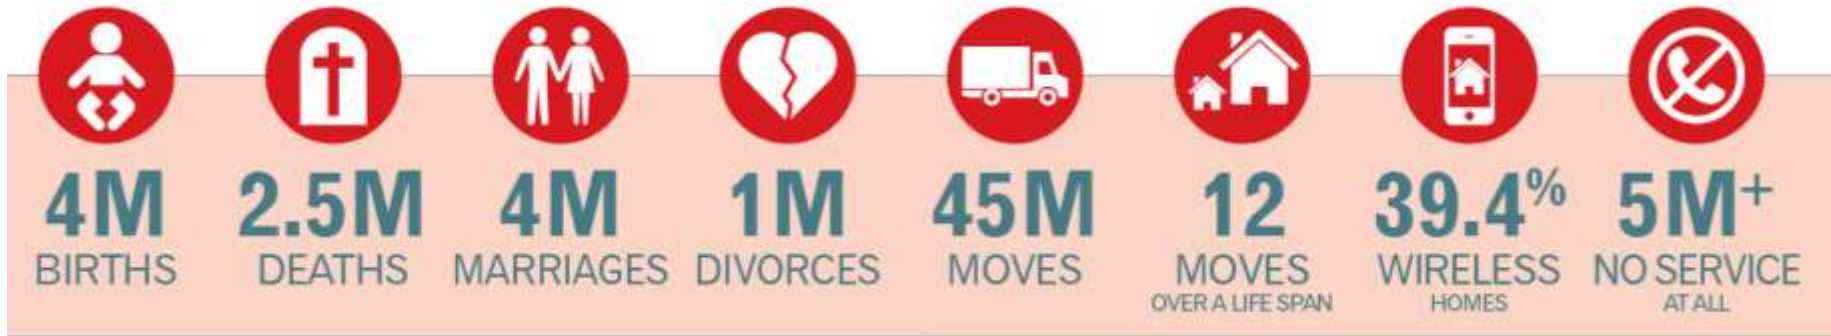 4M
BIRTHS
2.5M
DEATHS
4M
MARRIAGES
1M
DIVORCES
45M
MOVES
12
MOVES
OVER A LIFE SPAN
39.4%
WIRELESS
HOMES
5M+
NO SERVICE
AT ALL